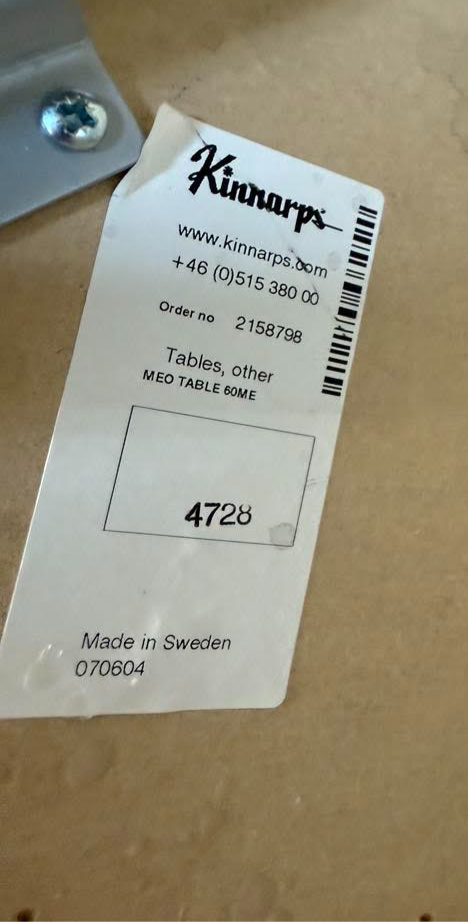 Kinnarps
www.kinnarps.com
+46 (0)515 380 00
Order no 2158798
Tables, other
MEO TABLE 60ME
4728
Made in Sweden
070604